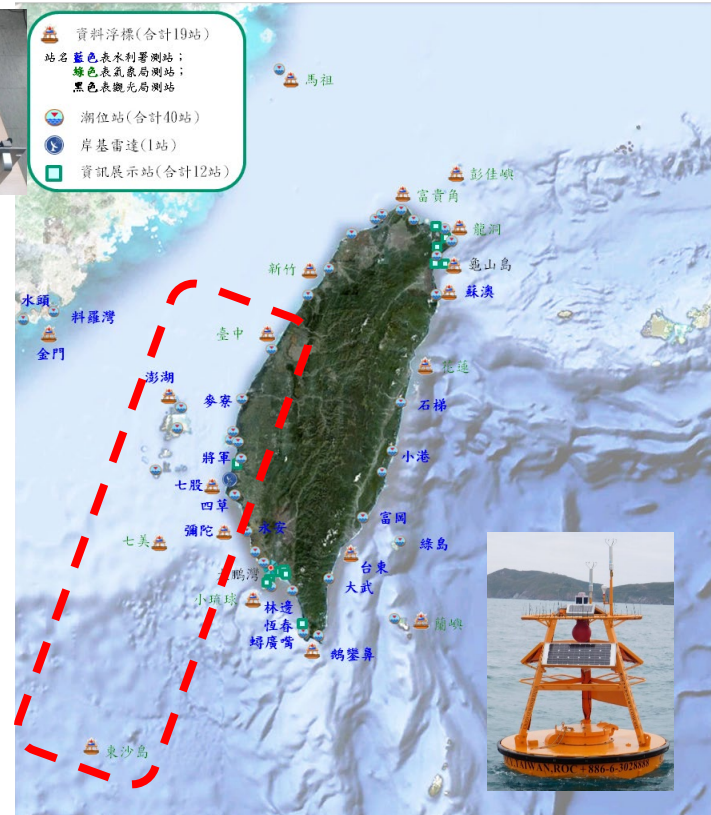 資料浮標(合計19站)
站名藍色表水利署測站；
綠色表氣象局測站；
黑色表觀光局測站
潮位站(合計40站)
岸基雷達(1站)
資訊展示站(合計12站)
馬祖
彭佳嶼
富貴角
龍洞
龜山島
新竹
蘇澳
水頭
料羅灣
金門
臺中
花蓮
澎湖
麥寮
石梯
將軍
小港
七股
四草
富岡
彌陀
永安
七美
綠島
鵬灣
台東
大武
小琉球
林邊
恆春
蟳廣嘴
蘭嶼
鵝鑾鼻
東沙島
TAIWAN,ROC +886-6-3028888